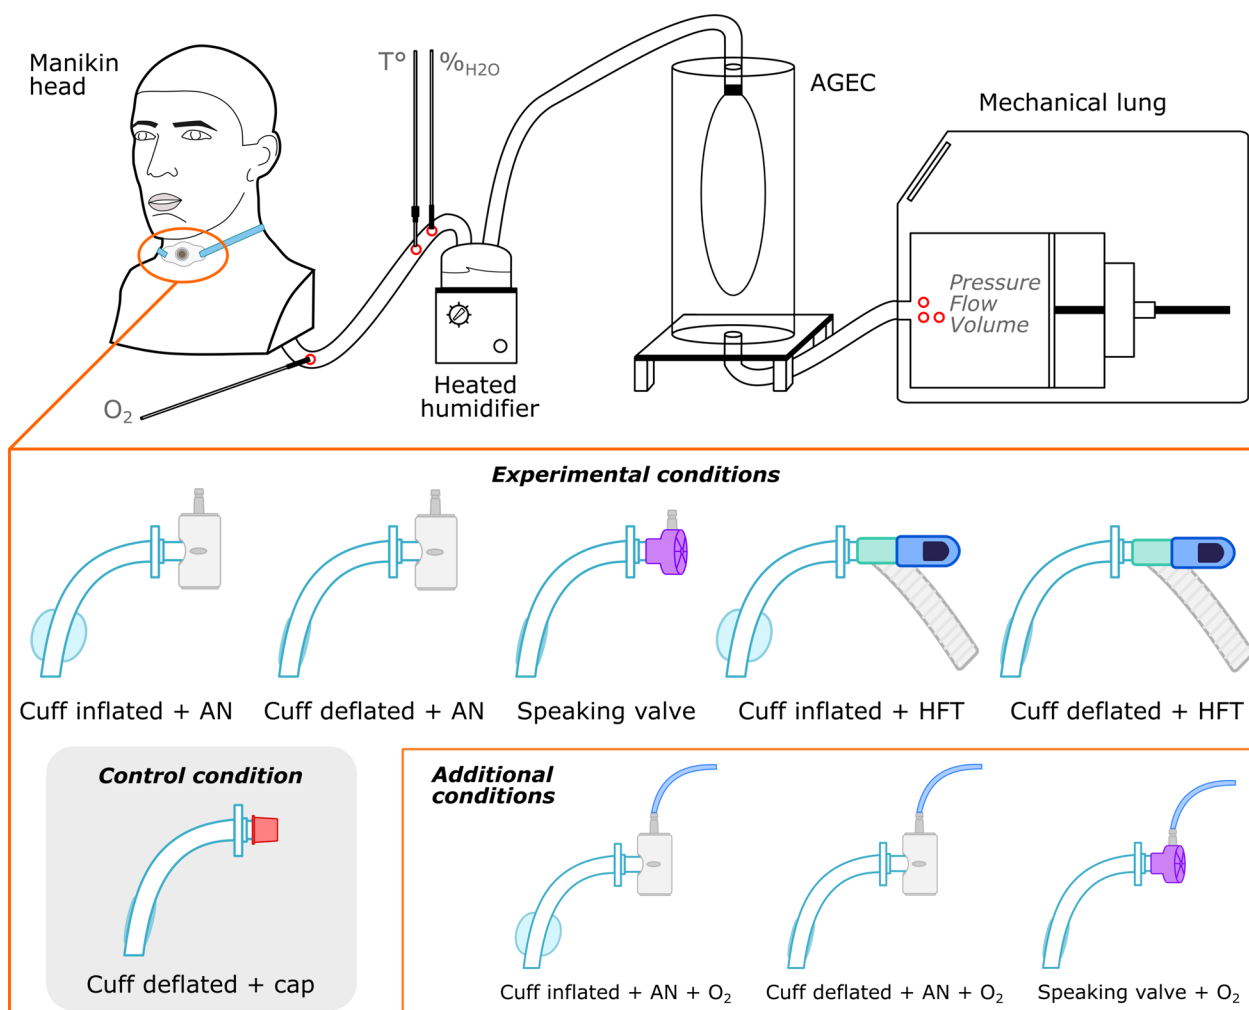 Manikin
head
T°
%H2O
AGEC
Mechanical lung
Pressure
Flow
Volume
O2
Heated
humidifier
Experimental conditions
Cuff inflated + AN
Cuff deflated + AN
Speaking valve
Cuff inflated + HFT
Cuff deflated + HFT
Control condition
Cuff deflated + cap
Additional
conditions
Cuff inflated + AN + O2
Cuff deflated + AN + O2
Speaking valve + O2